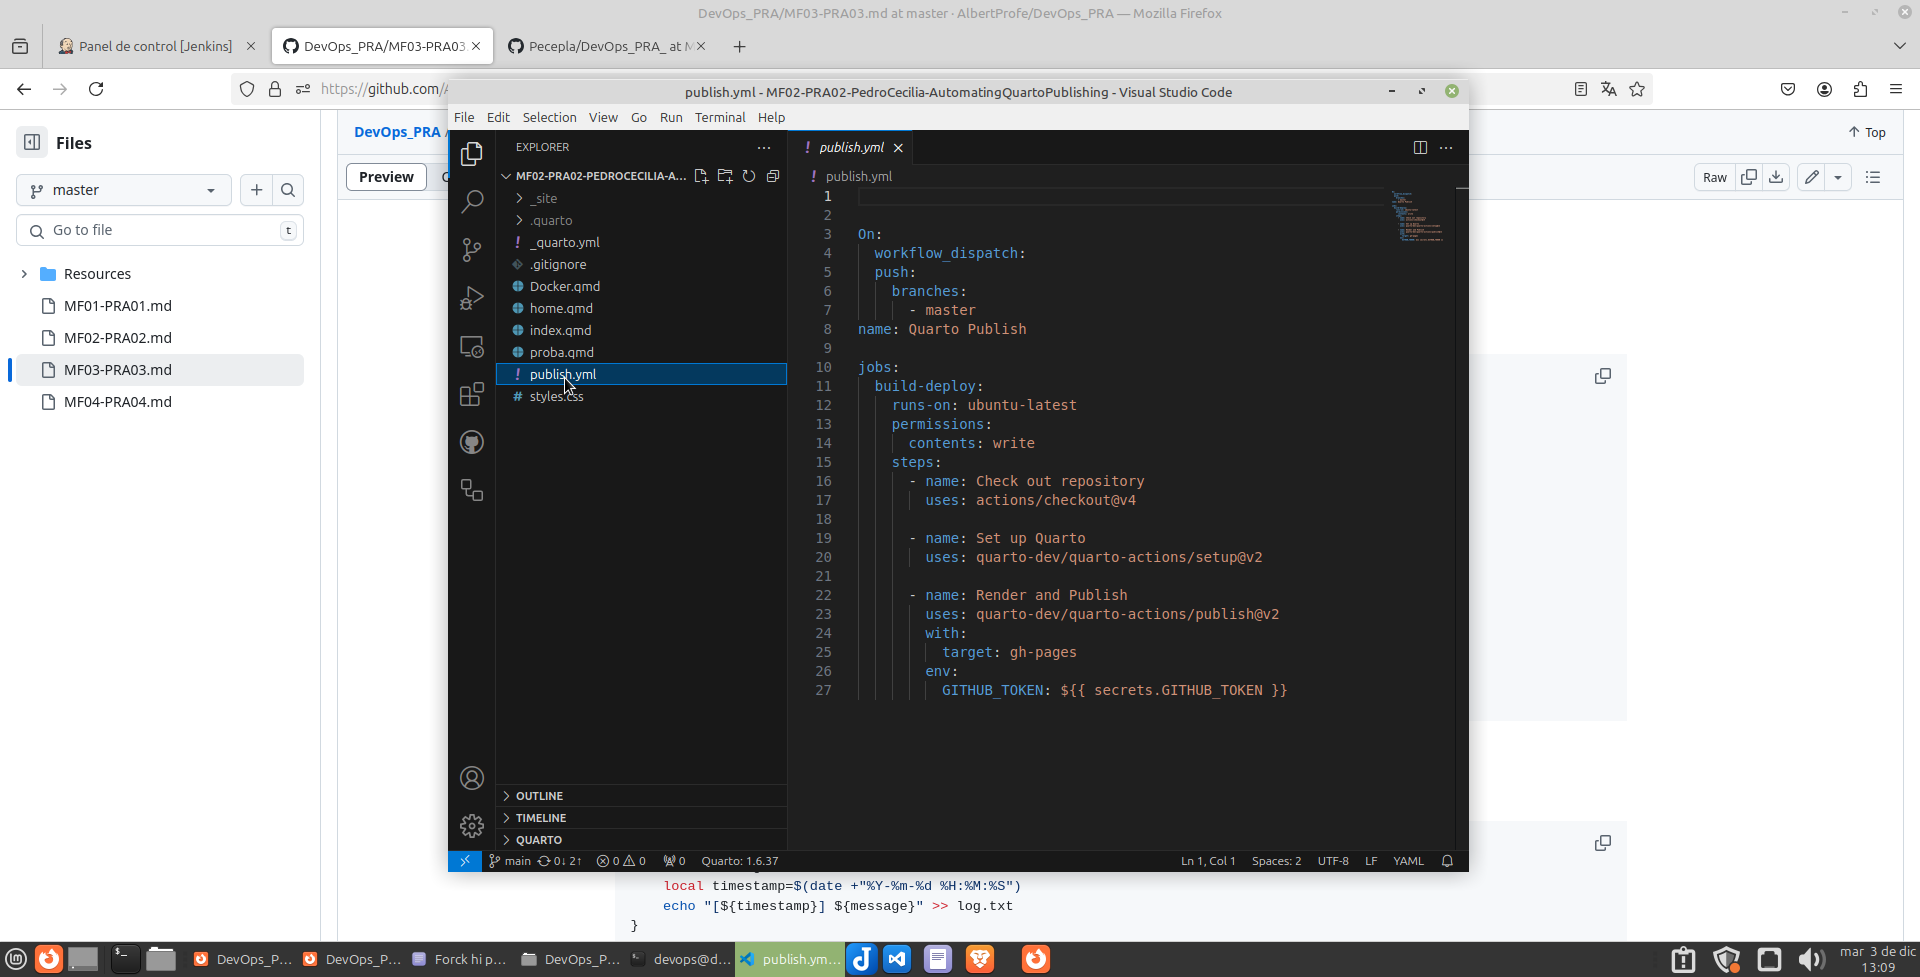 DevOps_PRA/MF03-PRA03.md at master · AlbertProfe/DevOps_PRA — Mozilla Firefox
Panel de control [Jenkins]
DevOps_PRA/MF03-PRA03
Pecepla/DevOps_PRA_ at M
https://github.com/A
publish.yml - MF02-PRA02-PedroCecilia-AutomatingQuartoPublishing - Visual Studio Code
File Edit Selection View Go Run Terminal Help
Files
master
Go to file
t
Resources
MF01-PRA01.md
MF02-PRA02.md
MF03-PRA03.md
MF04-PRA04.md
DevOps_PRA /
Top
Preview
C
Raw
EXPLORER
MF02-PRA02-PEDROCECILIA-A...
_site
.quarto
_quarto.yml
.gitignore
Docker.qmd
home.qmd
index.qmd
proba.qmd
publish.yml
styles.css
OUTLINE
TIMELINE
QUARTO
publish.yml
publish.yml
1
2
3 On:
4 workflow_dispatch:
5 push:
6 branches:
7 - master
8 name: Quarto Publish
9
10 jobs:
11 build-deploy:
12 runs-on: ubuntu-latest
13 permissions:
14 contents: write
15 steps:
16 - name: Check out repository
17 uses: actions/checkout@v4
18
19 - name: Set up Quarto
20 uses: quarto-dev/quarto-actions/setup@v2
21
22 - name: Render and Publish
23 uses: quarto-dev/quarto-actions/publish@v2
24 with:
25 target: gh-pages
26 env:
27 GITHUB_TOKEN: ${{ secrets.GITHUB_TOKEN }}
main 0↓ 2↑ 0 0 0 Quarto: 1.6.37 Ln 1, Col 1 Spaces: 2 UTF-8 LF YAML
local timestamp=$(date +"%Y-%m-%d %H:%M:%S")
echo "[${timestamp}] ${message}" >> log.txt
}
DevOps_P... DevOps_P... Forck hi p... DevOps_P... devops@d... publish.ym...
mar 3 de dic
13:09